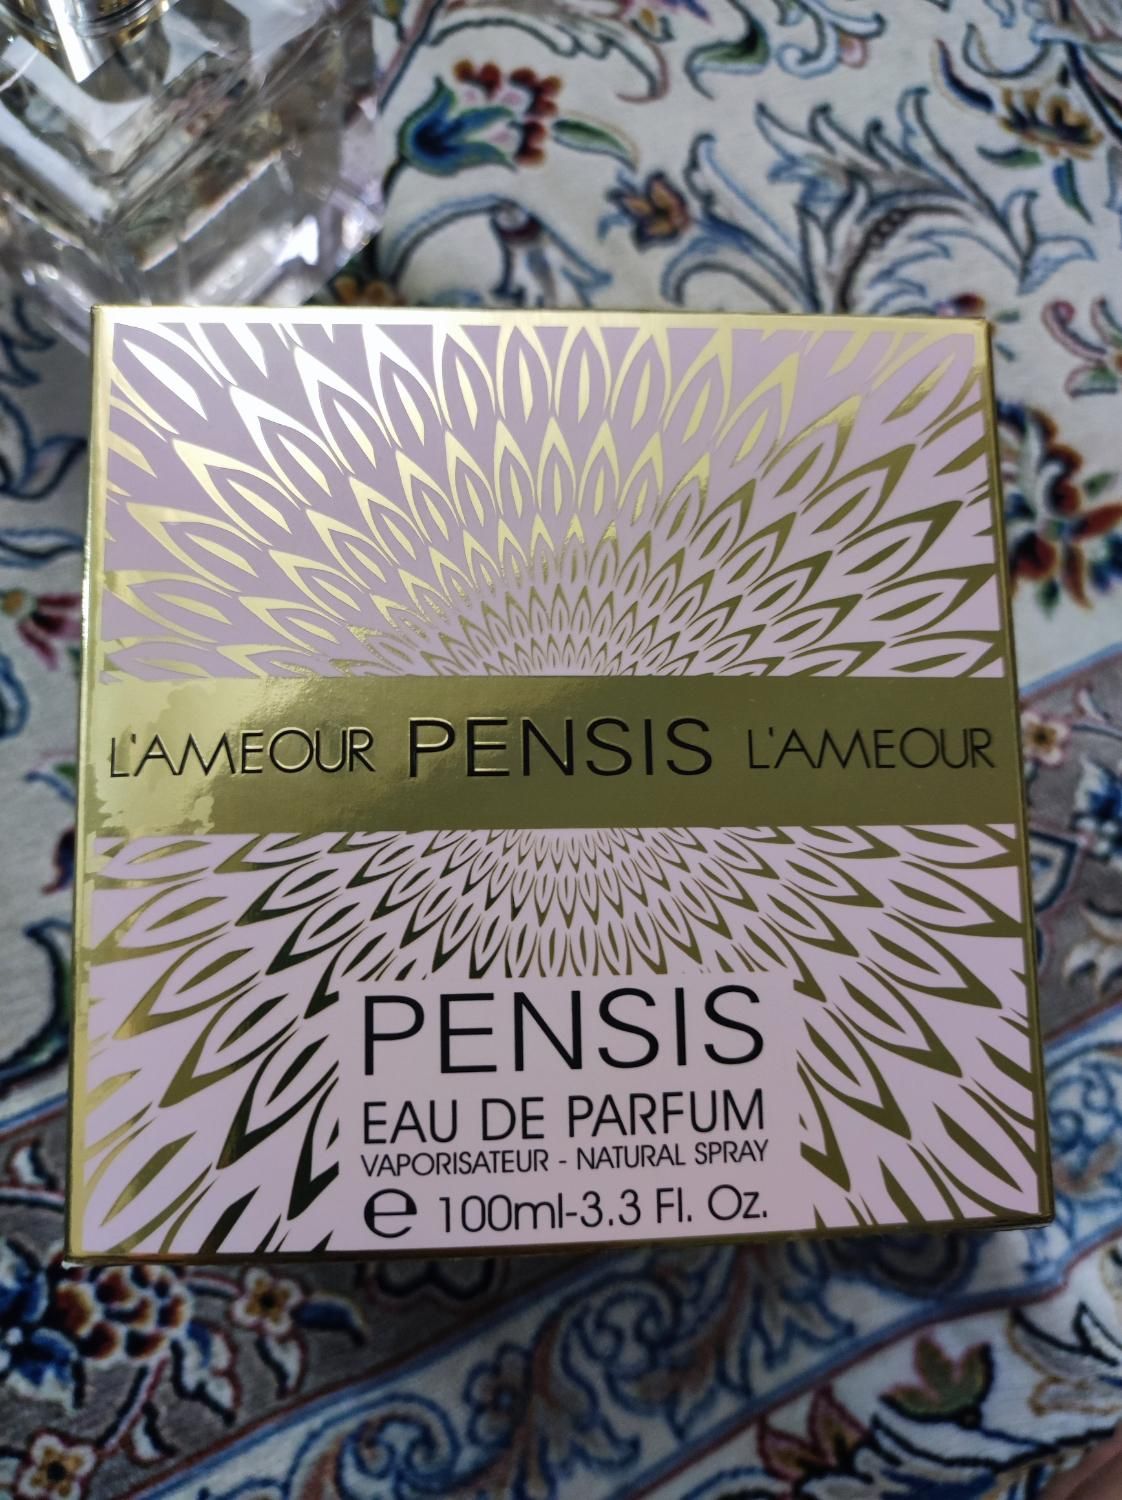 L'AMEOUR PENSIS L'AMEOUR
PENSIS
EAU DE PARFUM
VAPORISATEUR - NATURAL SPRAY
℮ 100ml-3.3 Fl. Oz.